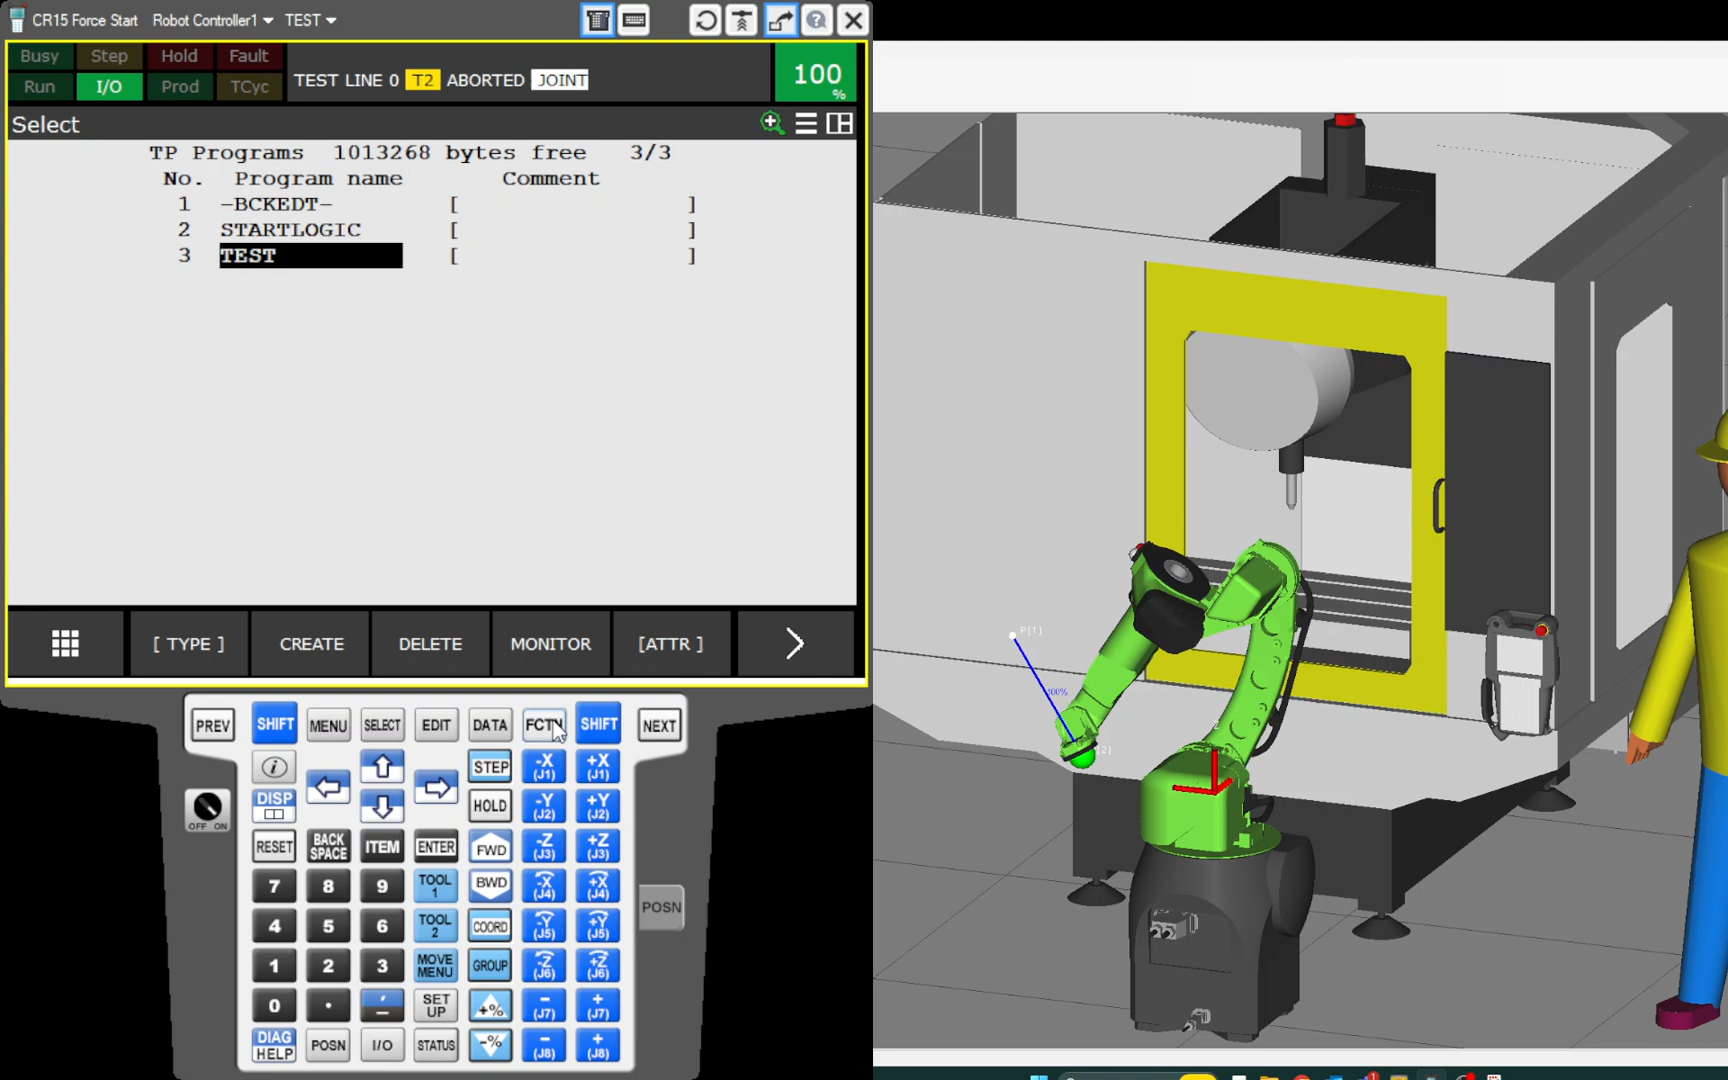 CR15 Force Start Robot Controller1 TEST
Busy Step Hold Fault
Run I/O Prod TCyc
TEST LINE 0 T2 ABORTED JOINT
100
%
Select
TP Programs 1013268 bytes free 3/3
No. Program name Comment
1 -BCKEDT- [ ]
2 STARTLOGIC [ ]
3 TEST [ ]
[ TYPE ] CREATE DELETE MONITOR [ATTR ] >
PREV SHIFT MENU SELECT EDIT DATA FCTN SHIFT NEXT
i STEP -X (J1) +X (J1)
DISP HOLD -Y (J2) +Y (J2)
OFF ON
RESET BACK SPACE ITEM ENTER FWD -Z (J3) +Z (J3)
7 8 9 TOOL 1 BWD -X (J4) +X (J4)
4 5 6 TOOL 2 COORD -Y (J5) +Y (J5)
POSN
1 2 3 MOVE MENU GROUP -Z (J6) +Z (J6)
0 . , - SET UP +% - (J7) + (J7)
DIAG HELP POSN I/O STATUS -% - (J8) + (J8)
P[1]
100%
2]